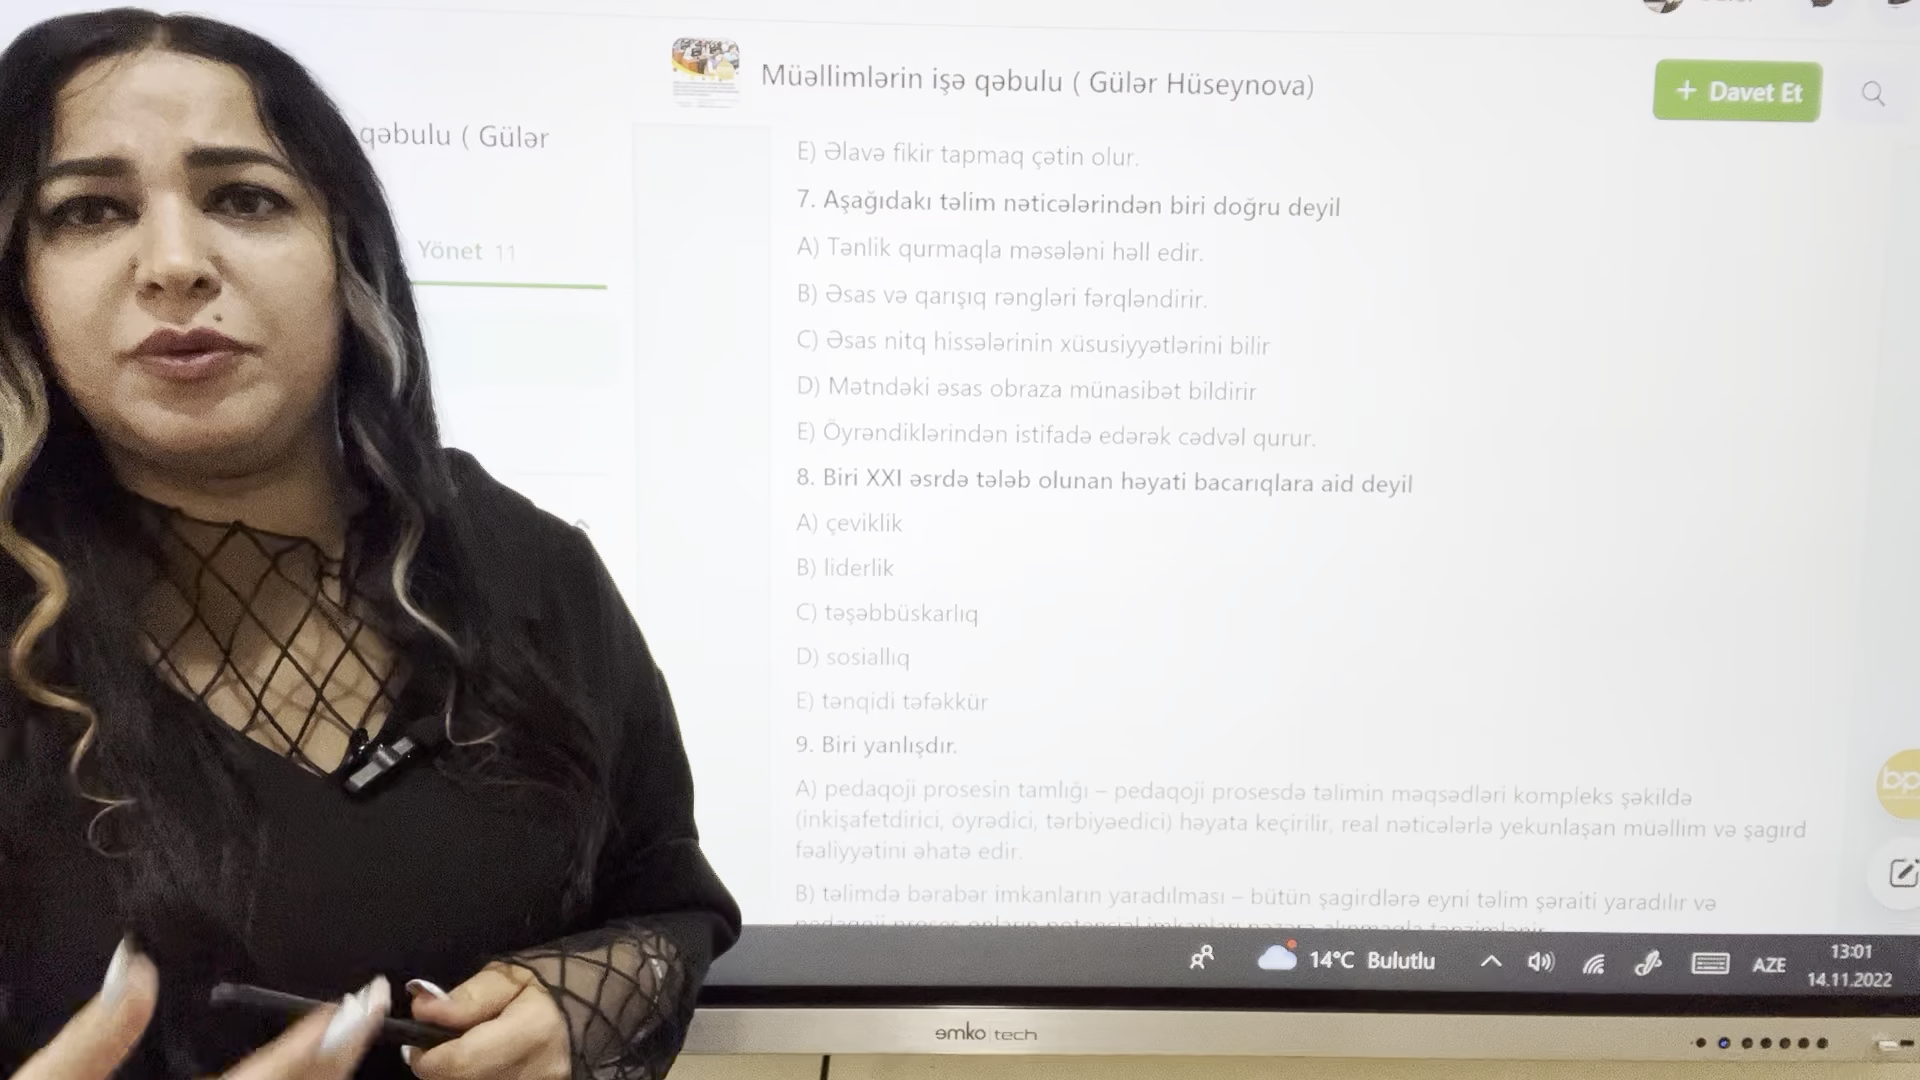 Müəllimlərin işə qəbulu ( Gülər Hüseynova)
+ Davet Et
qəbulu ( Gülər
Yönet 11
E) Əlavə fikir tapmaq çətin olur.
7. Aşağıdakı təlim nəticələrindən biri doğru deyil
A) Tənlik qurmaqla məsələni həll edir.
B) Əsas və qarışıq rəngləri fərqləndirir.
C) Əsas nitq hissələrinin xüsusiyyətlərini bilir
D) Mətndəki əsas obraza münasibət bildirir
E) Öyrəndiklərindən istifadə edərək cədvəl qurur.
8. Biri XXI əsrdə tələb olunan həyati bacarıqlara aid deyil
A) çeviklik
B) liderlik
C) təşəbbüskarlıq
D) sosiallıq
E) tənqidi təfəkkür
9. Biri yanlışdır.
A) pedaqoji prosesin tamlığı – pedaqoji prosesdə təlimin məqsədləri kompleks şəkildə
(inkişafetdirici, öyrədici, tərbiyəedici) həyata keçirilir, real nəticələrlə yekunlaşan müəllim və şagird
fəaliyyətini əhatə edir.
B) təlimdə bərabər imkanların yaradılması – bütün şagirdlərə eyni təlim şəraiti yaradılır və
bp
14°C Bulutlu
AZE
13:01
14.11.2022
emko tech